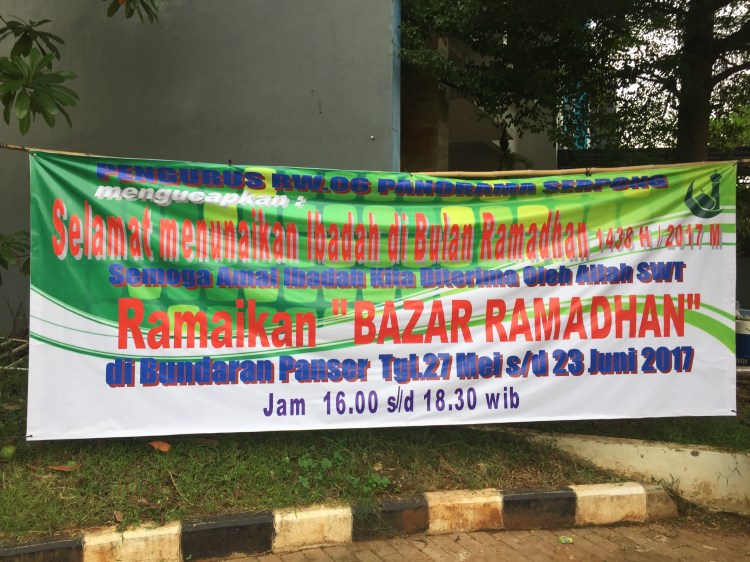 PENGURUS RW.06 PANORAMA SERPONG
mengucapkan :
Selamat menunaikan Ibadah di Bulan Ramadhan 1438 H / 2017 M
Semoga Amal Ibadah Kita Diterima Oleh Allah SWT
Ramaikan "BAZAR RAMADHAN"
di Bundaran Panser Tgl.27 Mei s/d 23 Juni 2017
Jam 16.00 s/d 18.30 wib